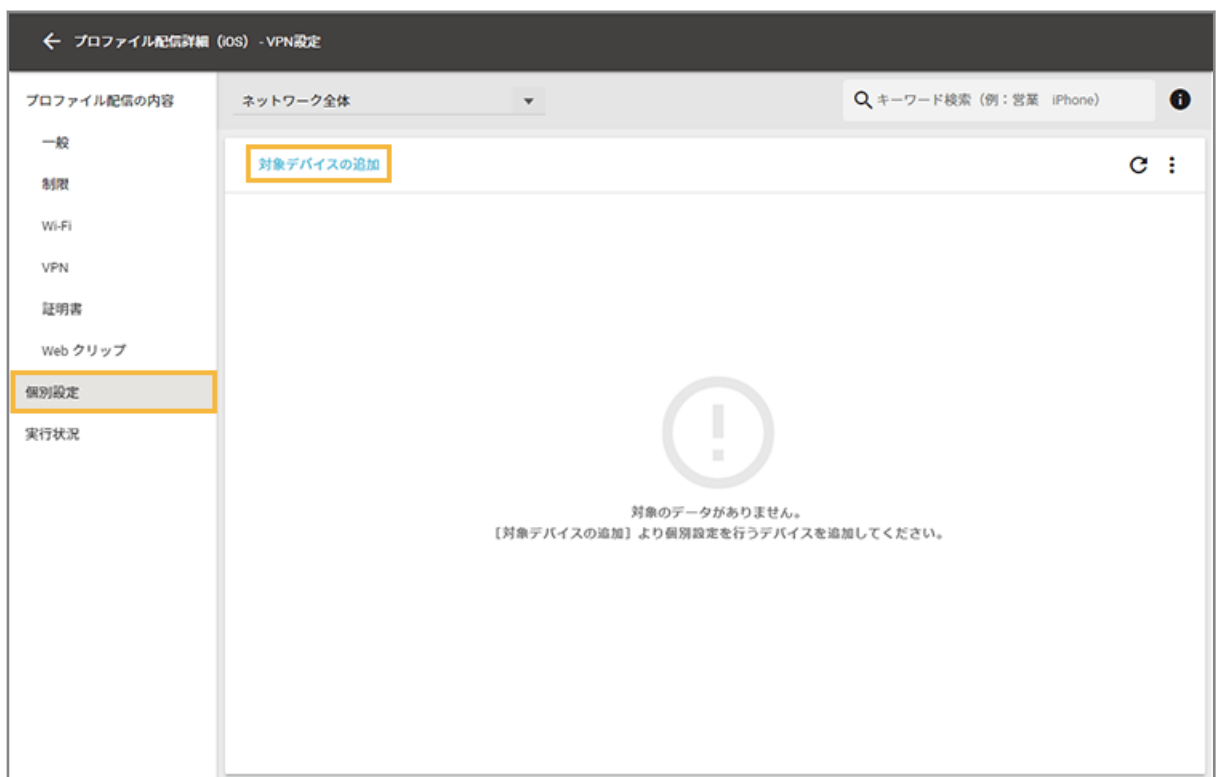 プロファイル配信詳細（iOS） - VPN設定
プロファイル配信の内容
一般
制限
Wi-Fi
VPN
証明書
Web クリップ
個別設定
実行状況
ネットワーク全体
キーワード検索（例：営業　iPhone）
対象デバイスの追加
対象のデータがありません。
［対象デバイスの追加］より個別設定を行うデバイスを追加してください。